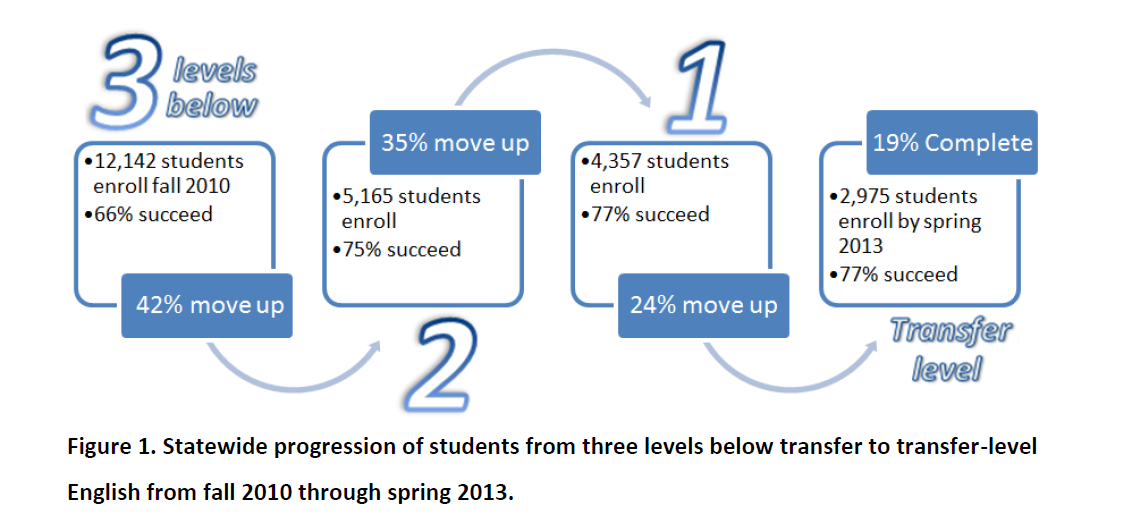 3 levels
below
•12,142 students
enroll fall 2010
•66% succeed
42% move up
35% move up
•5,165 students
enroll
•75% succeed
2
1
•4,357 students
enroll
•77% succeed
24% move up
19% Complete
•2,975 students
enroll by spring
2013
•77% succeed
Transfer
level
Figure 1. Statewide progression of students from three levels below transfer to transfer-level
English from fall 2010 through spring 2013.